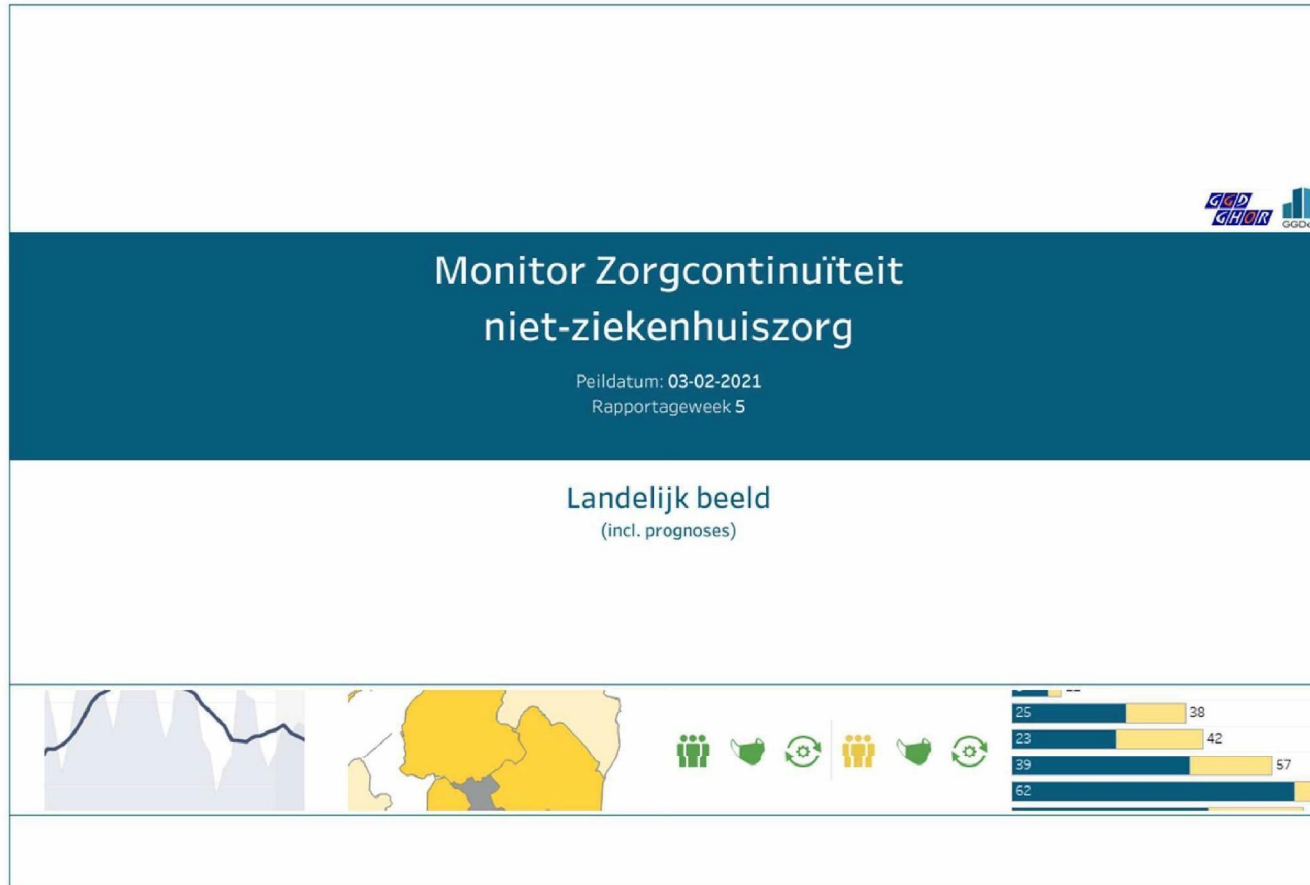 GGD
GHOR
Monitor Zorgcontinuïteit
niet-ziekenhuiszorg
Peildatum: 03-02-2021
Rapportageweek 5
Landelijk beeld
(incl. prognoses)
25 38
23 42
39 57
62